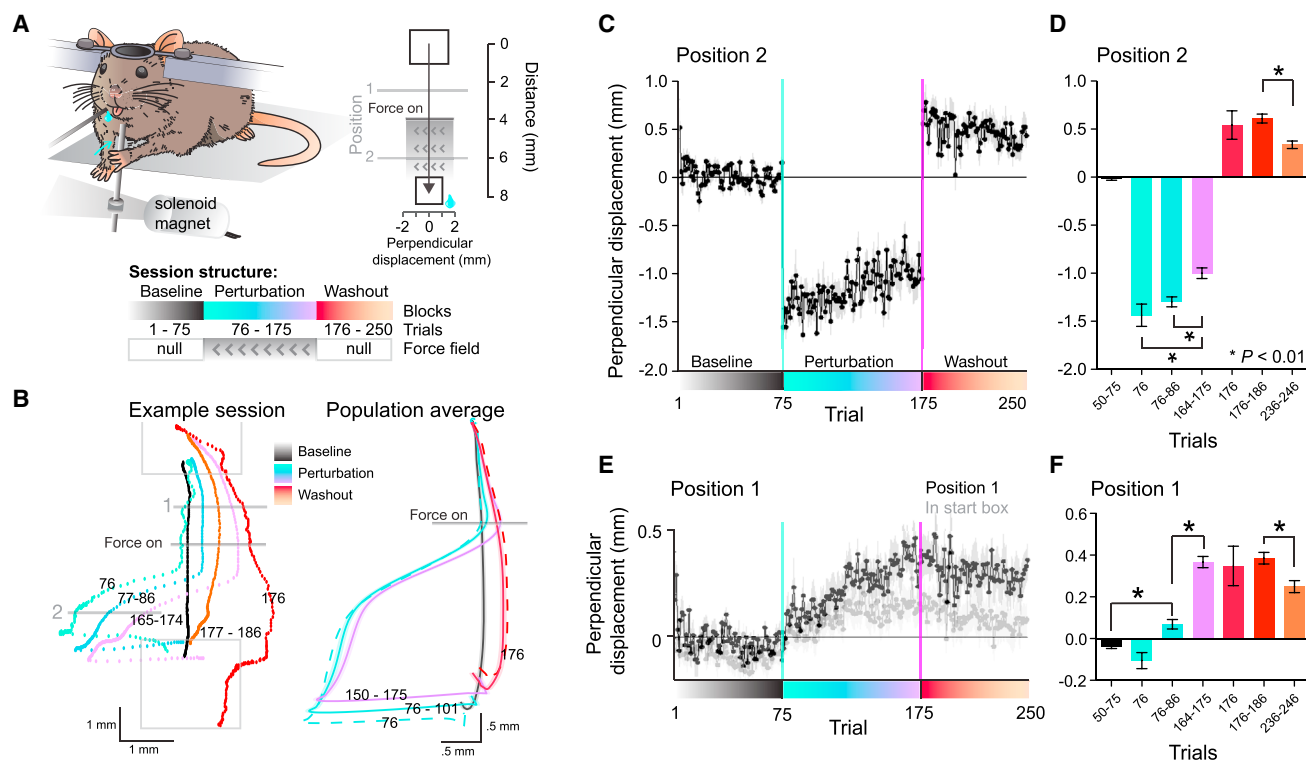 A
solenoid
magnet
Position
1
Force on
2
0
2
4
6
8
Distance (mm)
-2 0 2
Perpendicular
displacement (mm)
Session structure:
Baseline Perturbation Washout Blocks
1 - 75 76 - 175 176 - 250 Trials
null null Force field
B
Example session
1
Force on
76
77-86
2
165-174
176
177 - 186
1 mm
1 mm
Baseline
Perturbation
Washout
Population average
Force on
176
150 - 175
76 - 101
76
.5 mm
.5 mm
C
Position 2
Perpendicular displacement (mm)
1.0
0.5
0
-0.5
-1.0
-1.5
-2.0
Baseline Perturbation Washout
1 75 175 250
Trial
D
Position 2
1.0
0.5
0
-0.5
-1.0
-1.5
-2.0
*
*
*
* P < 0.01
50-75 76 76-86 164-175 176 176-186 236-246
Trials
E
Position 1
Position 1
In start box
Perpendicular
displacement (mm)
0.5
0
1 75 175 250
Trial
F
Position 1
0.6
0.4
0.2
0.0
-0.2
* * *
50-75 76 76-86 164-175 176 176-186 236-246
Trials